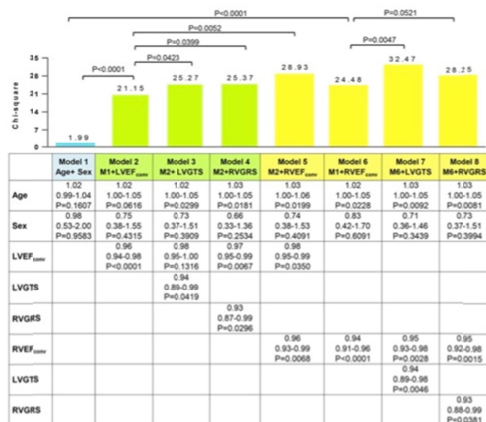 P<0.0001
P=0.0521
P=0.0052
P=0.0399
P=0.0047
P=0.0423
P<0.0001
Chi-square
35
28
21
14
7
0
1.99
21.15
25.27
25.37
28.93
24.48
32.47
28.25
Model 1 Model 2 Model 3 Model 4 Model 5 Model 6 Model 7 Model 8
Age+ Sex M1+LVEFconv M2+ LVGTS M2+RVGRS M2+RVEFconv M1+RVEFconv M6+LVGTS M6+RVGRS
1.02 1.02 1.02 1.03 1.03 1.02 1.03 1.03
Age 0.99-1.04 1.00-1.05 1.00-1.05 1.00-1.05 1.00-1.06 1.00-1.05 1.00-1.05 1.00-1.05
P=0.1607 P=0.0616 P=0.0299 P=0.0181 P=0.0199 P=0.0228 P=0.0092 P=0.0081
0.98 0.75 0.73 0.66 0.74 0.83 0.71 0.73
Sex 0.53-2.00 0.38-1.55 0.37-1.51 0.33-1.36 0.38-1.53 0.42-1.70 0.36-1.46 0.37-1.51
P=0.9583 P=0.4315 P=0.3909 P=0.2534 P=0.4091 P=0.6091 P=0.3439 P=0.3994
0.96 0.98 0.97 0.98
LVEFconv 0.94-0.98 0.95-1.00 0.95-0.99 0.95-0.99
P<0.0001 P=0.1316 P=0.0067 P=0.0350
0.94
LVGTS 0.89-0.99
P=0.0419
0.93
RVGRS 0.87-0.99
P=0.0296
0.96 0.94 0.95 0.95
RVEFconv 0.93-0.99 0.91-0.96 0.93-0.98 0.92-0.98
P=0.0068 P<0.0001 P=0.0028 P=0.0015
0.94
LVGTS 0.89-0.98
P=0.0046
0.93
RVGRS 0.88-0.99
P=0.0381